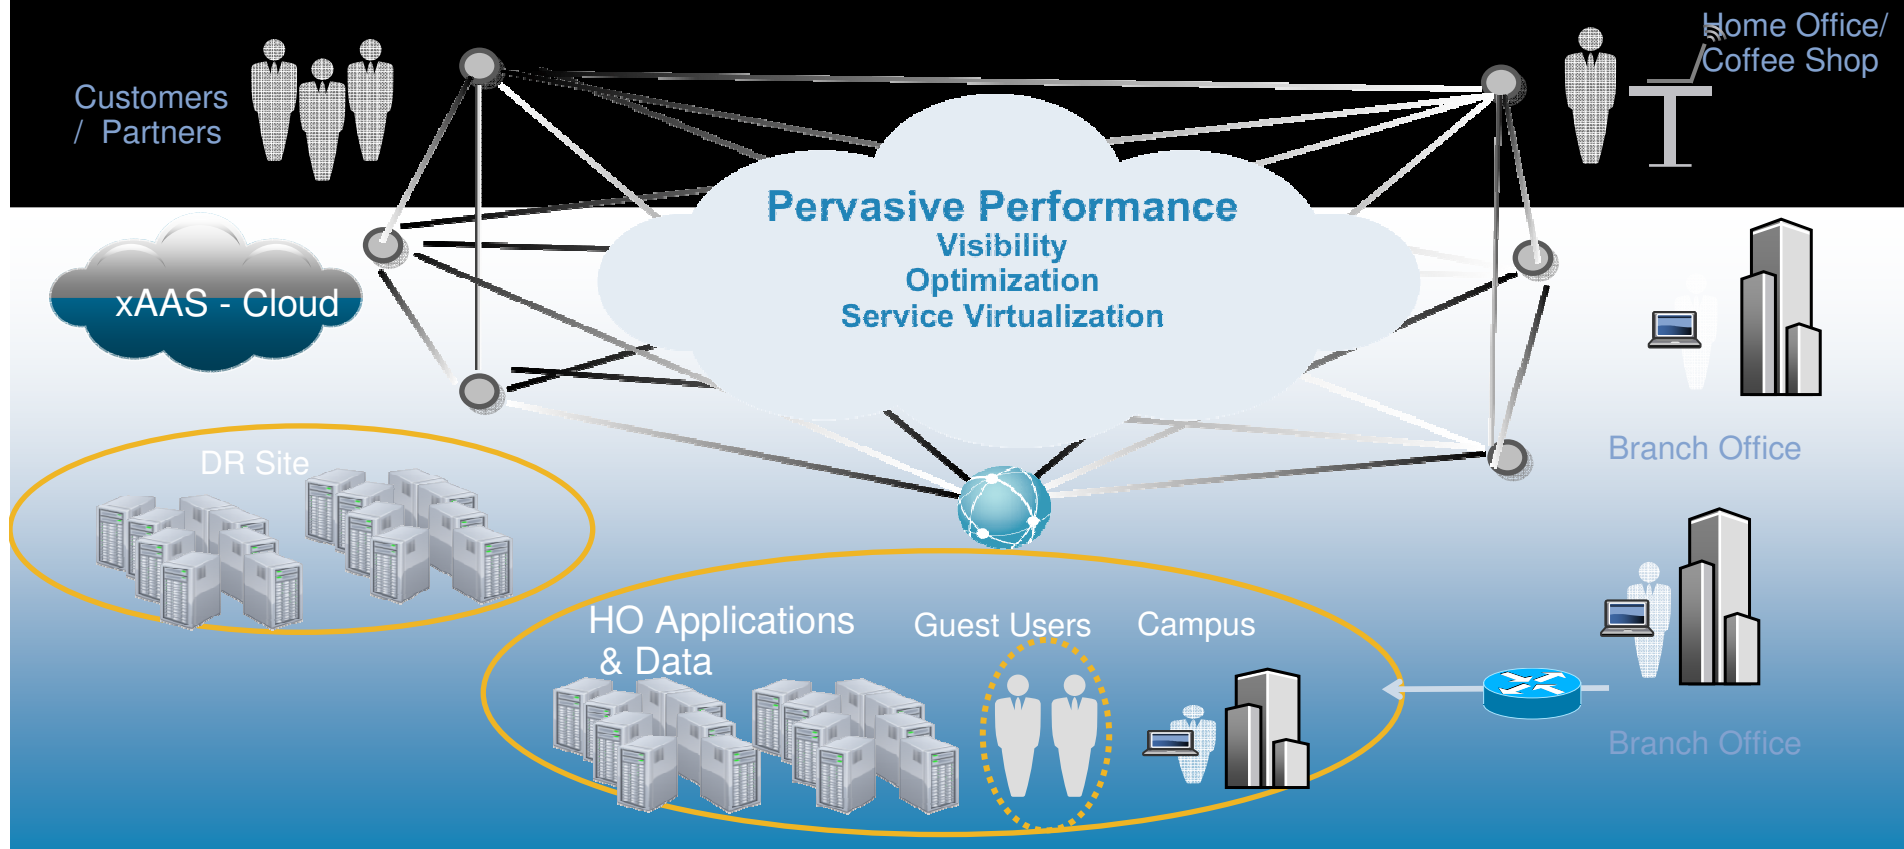 Home Office/
Coffee Shop
Customers
/ Partners
Pervasive Performance
Visibility
Optimization
Service Virtualization
xAAS - Cloud
Branch Office
DR Site
HO Applications
& Data
Guest Users
Campus
Branch Office